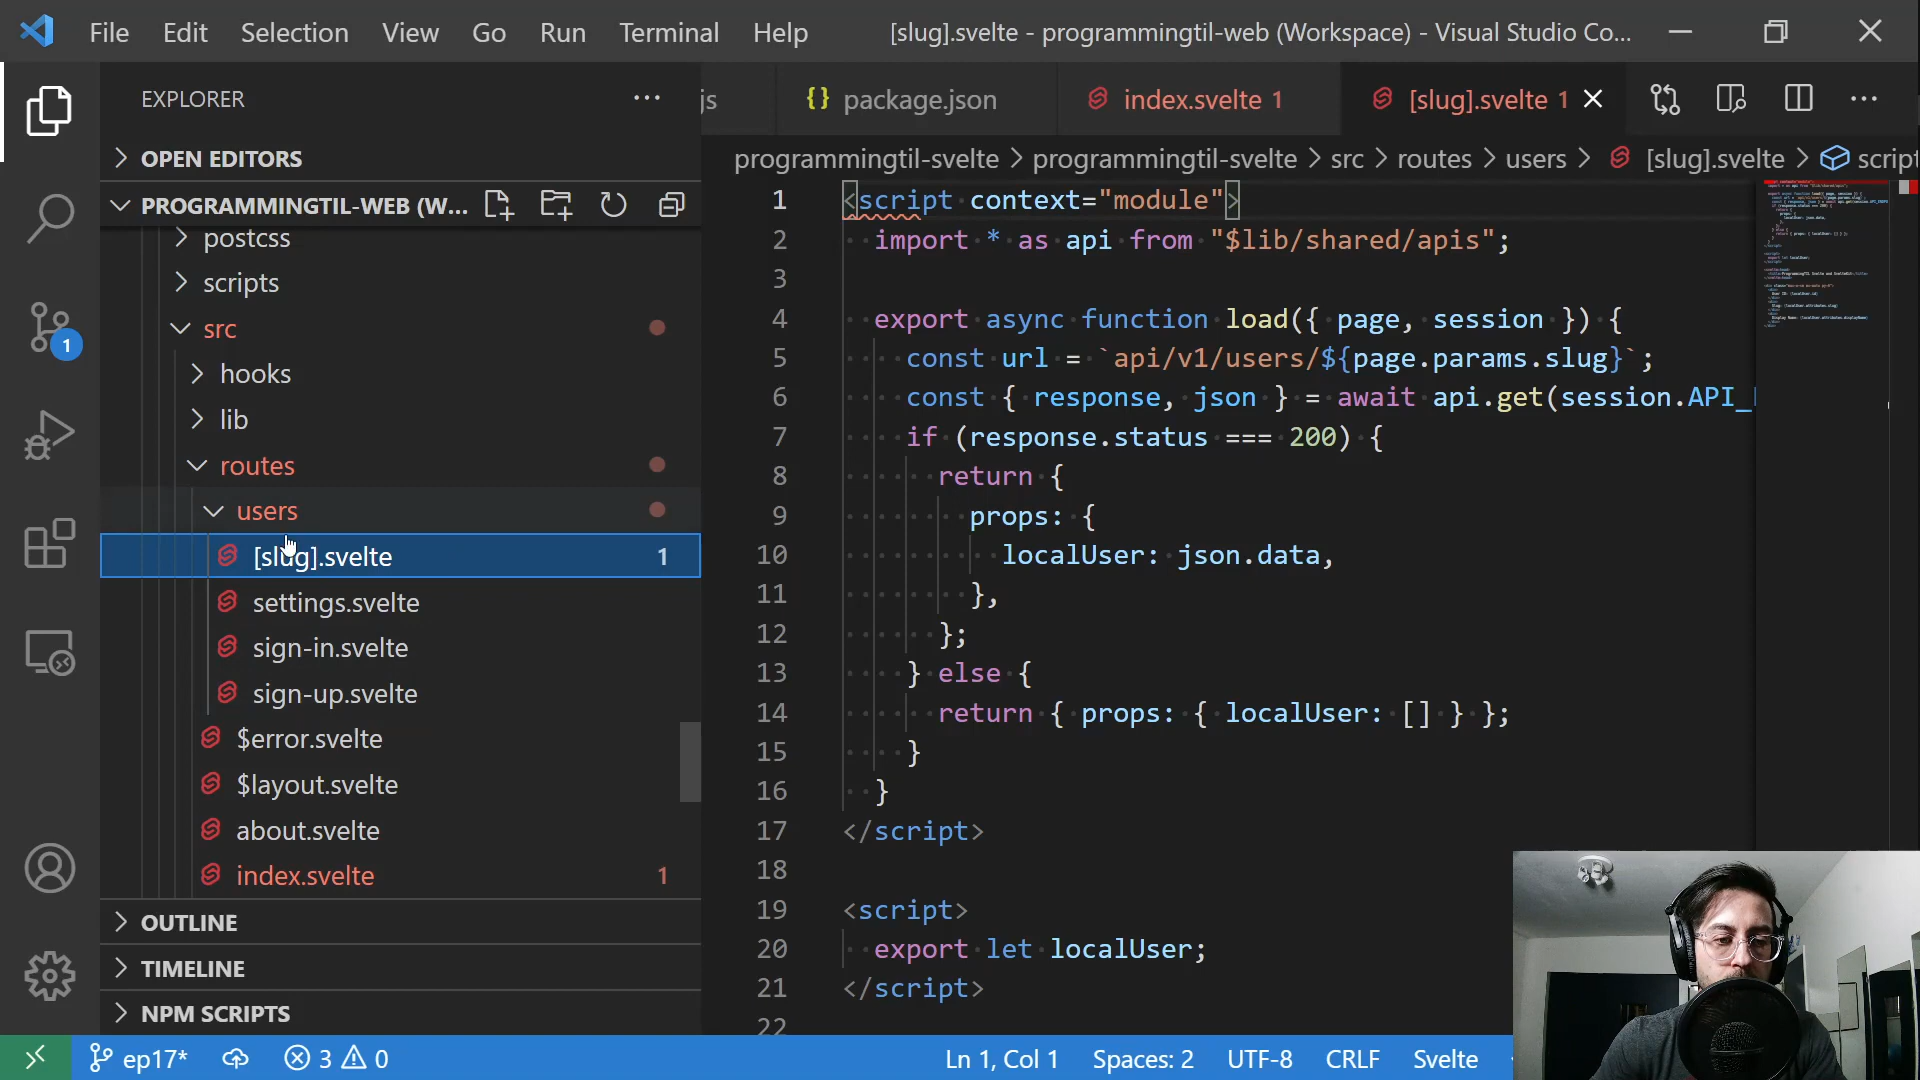 File Edit Selection View Go Run Terminal Help [slug].svelte - programmingtil-web (Workspace) - Visual Studio Co...
EXPLORER
js {} package.json index.svelte 1 [slug].svelte 1
OPEN EDITORS
programmingtil-svelte > programmingtil-svelte > src > routes > users > [slug].svelte > script
PROGRAMMINGTIL-WEB (W...
postcss
scripts
src
hooks
lib
routes
users
[slug].svelte 1
settings.svelte
sign-in.svelte
sign-up.svelte
$error.svelte
$layout.svelte
about.svelte
index.svelte 1
OUTLINE
TIMELINE
NPM SCRIPTS
1 <script context="module">
2 import * as api from "$lib/shared/apis";
3
4 export async function load({ page, session }) {
5 const url = `api/v1/users/${page.params.slug}`;
6 const { response, json } = await api.get(session.API_
7 if (response.status === 200) {
8 return {
9 props: {
10 localUser: json.data,
11 },
12 };
13 } else {
14 return { props: { localUser: [] } };
15 }
16 }
17 </script>
18
19 <script>
20 export let localUser;
21 </script>
22
1
ep17* 3 0 Ln 1, Col 1 Spaces: 2 UTF-8 CRLF Svelte